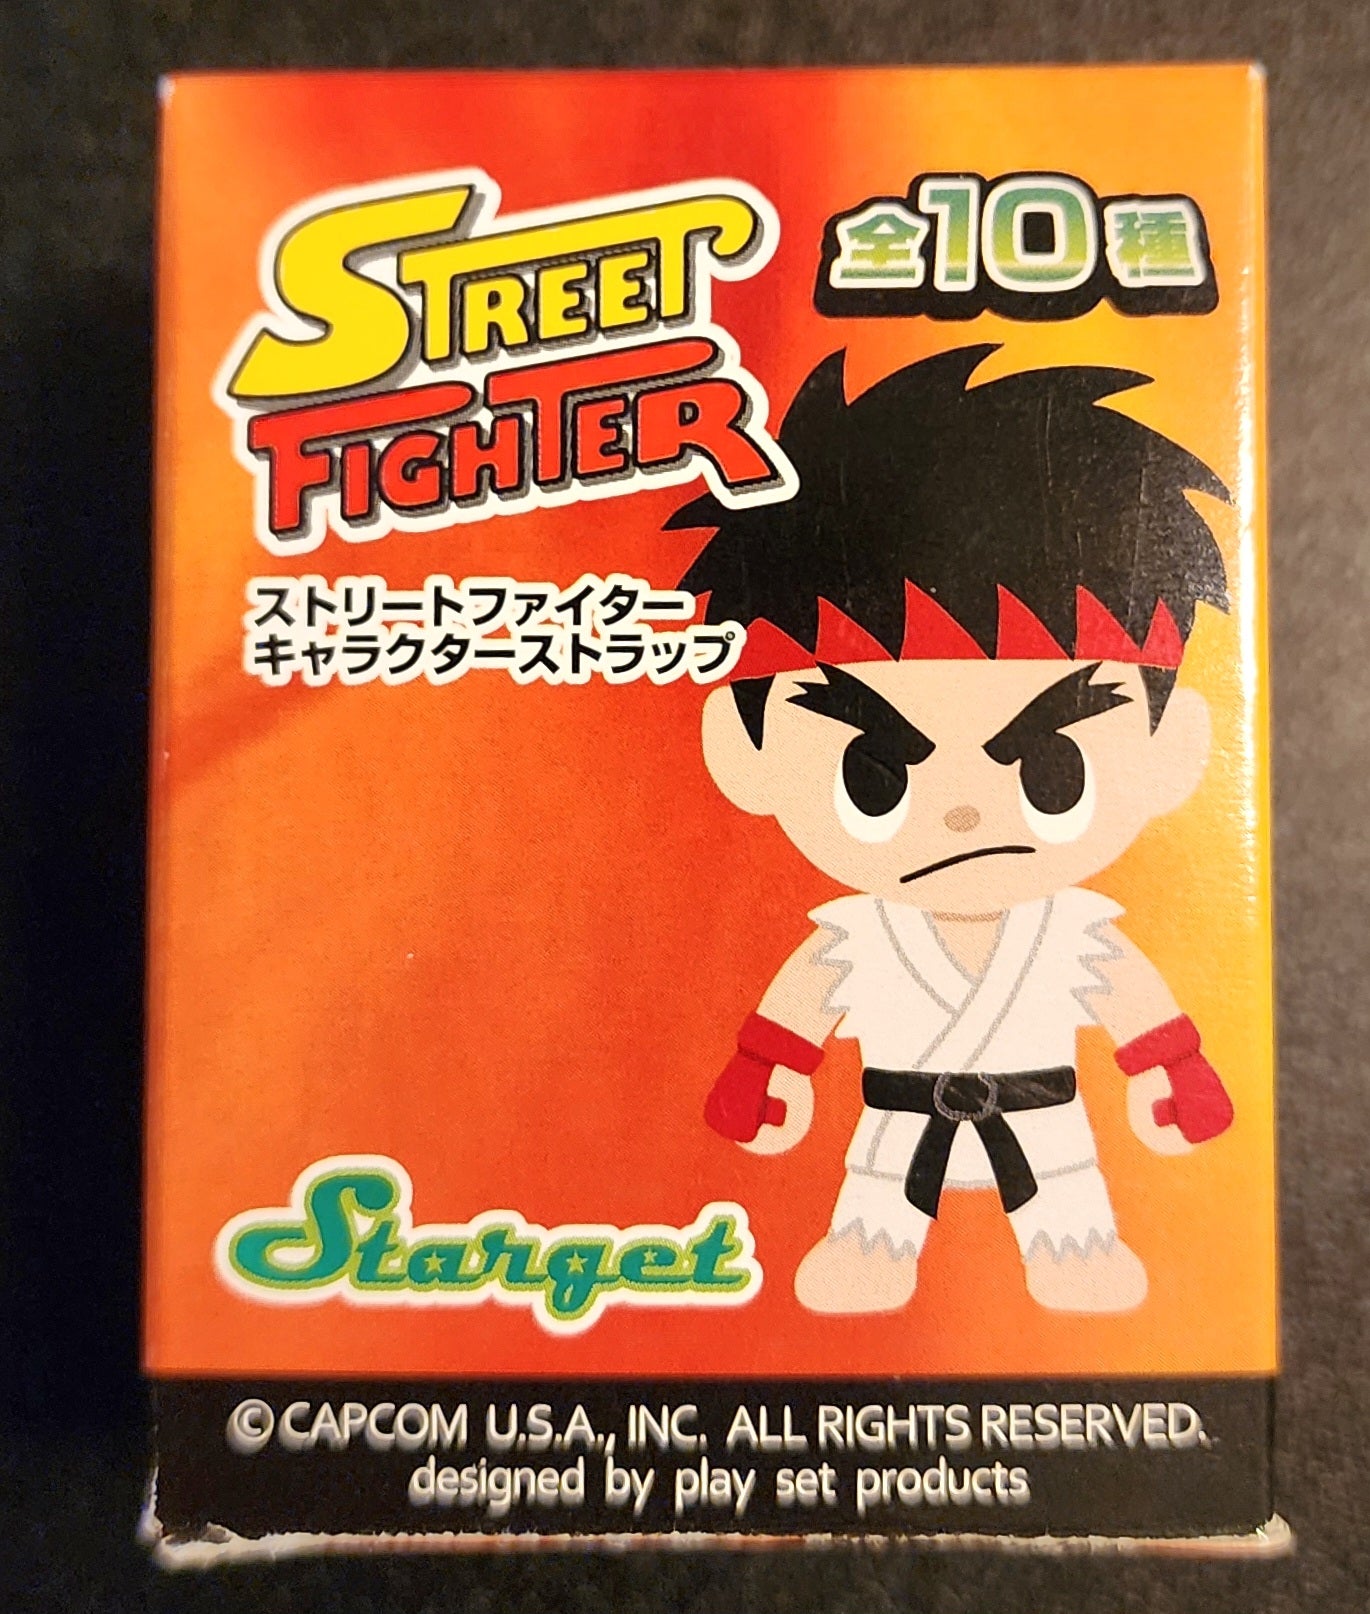 STREET
FIGHTER
全10種
ストリートファイター
キャラクターストラップ
Starget
©CAPCOM U.S.A., INC. ALL RIGHTS RESERVED.
designed by play set products